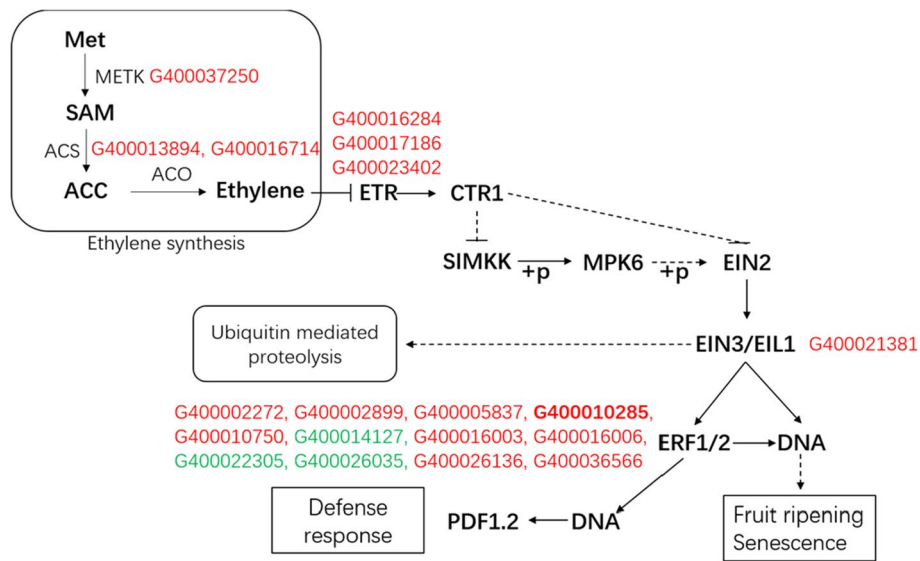 Met
METK G400037250
SAM
ACS G400013894, G400016714
ACO
ACC Ethylene
Ethylene synthesis
G400016284
G400017186
G400023402
ETR CTR1
SIMKK +p MPK6 +p EIN2
Ubiquitin mediated
proteolysis
EIN3/EIL1 G400021381
G400002272, G400002899, G400005837, G400010285,
G400010750, G400014127, G400016003, G400016006,
G400022305, G400026035, G400026136, G400036566
ERF1/2 DNA
Defense
response
PDF1.2 DNA
Fruit ripening
Senescence